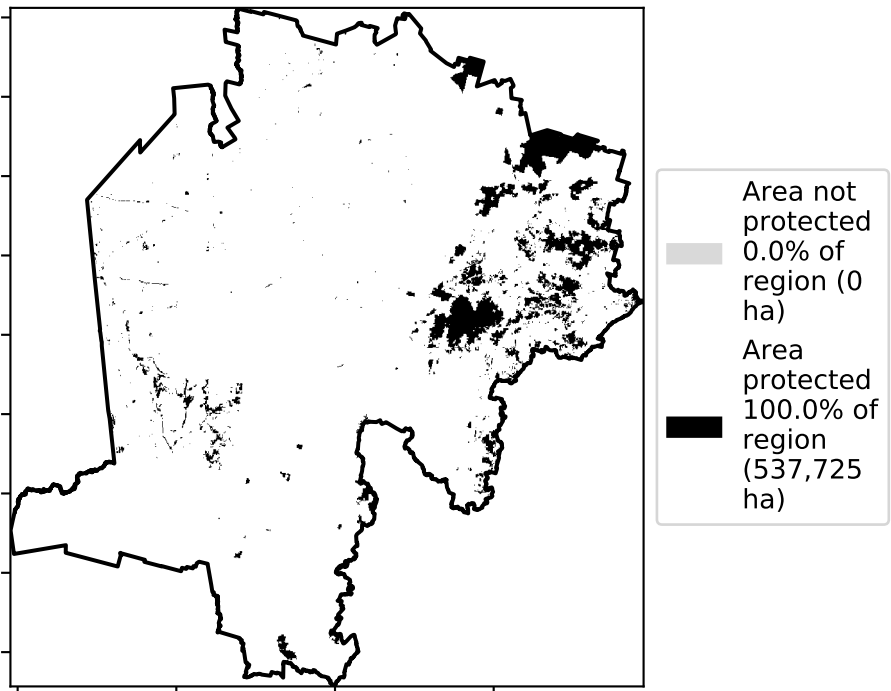 Area not
protected
0.0% of
region (0
ha)
Area
protected
100.0% of
region
(537,725
ha)